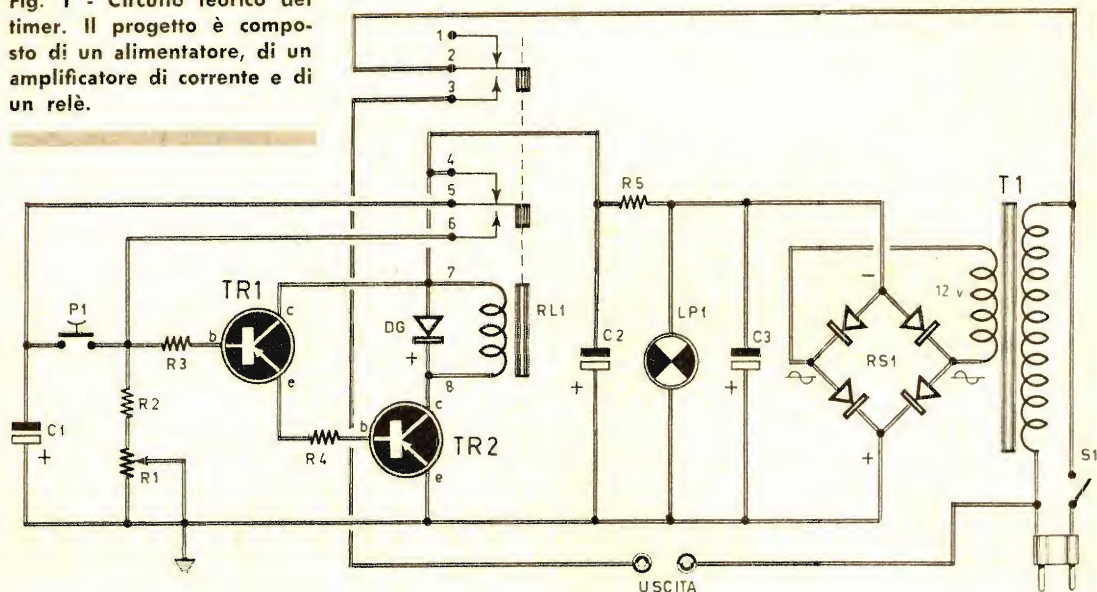 Fig. 1 - Circuito teorico del
timer. Il progetto è compo-
sto di un alimentatore, di un
amplificatore di corrente e di
un relè.
1
2
3
4
5
6
7
8
R5
T1
P1
TR1
c
b
e
R3
DG
+
RL1
C2
+
LP1
C3
+
-
12 v
RS1
+
R2
C1
+
R1
R4
b
c
e
TR2
S1
USCITA